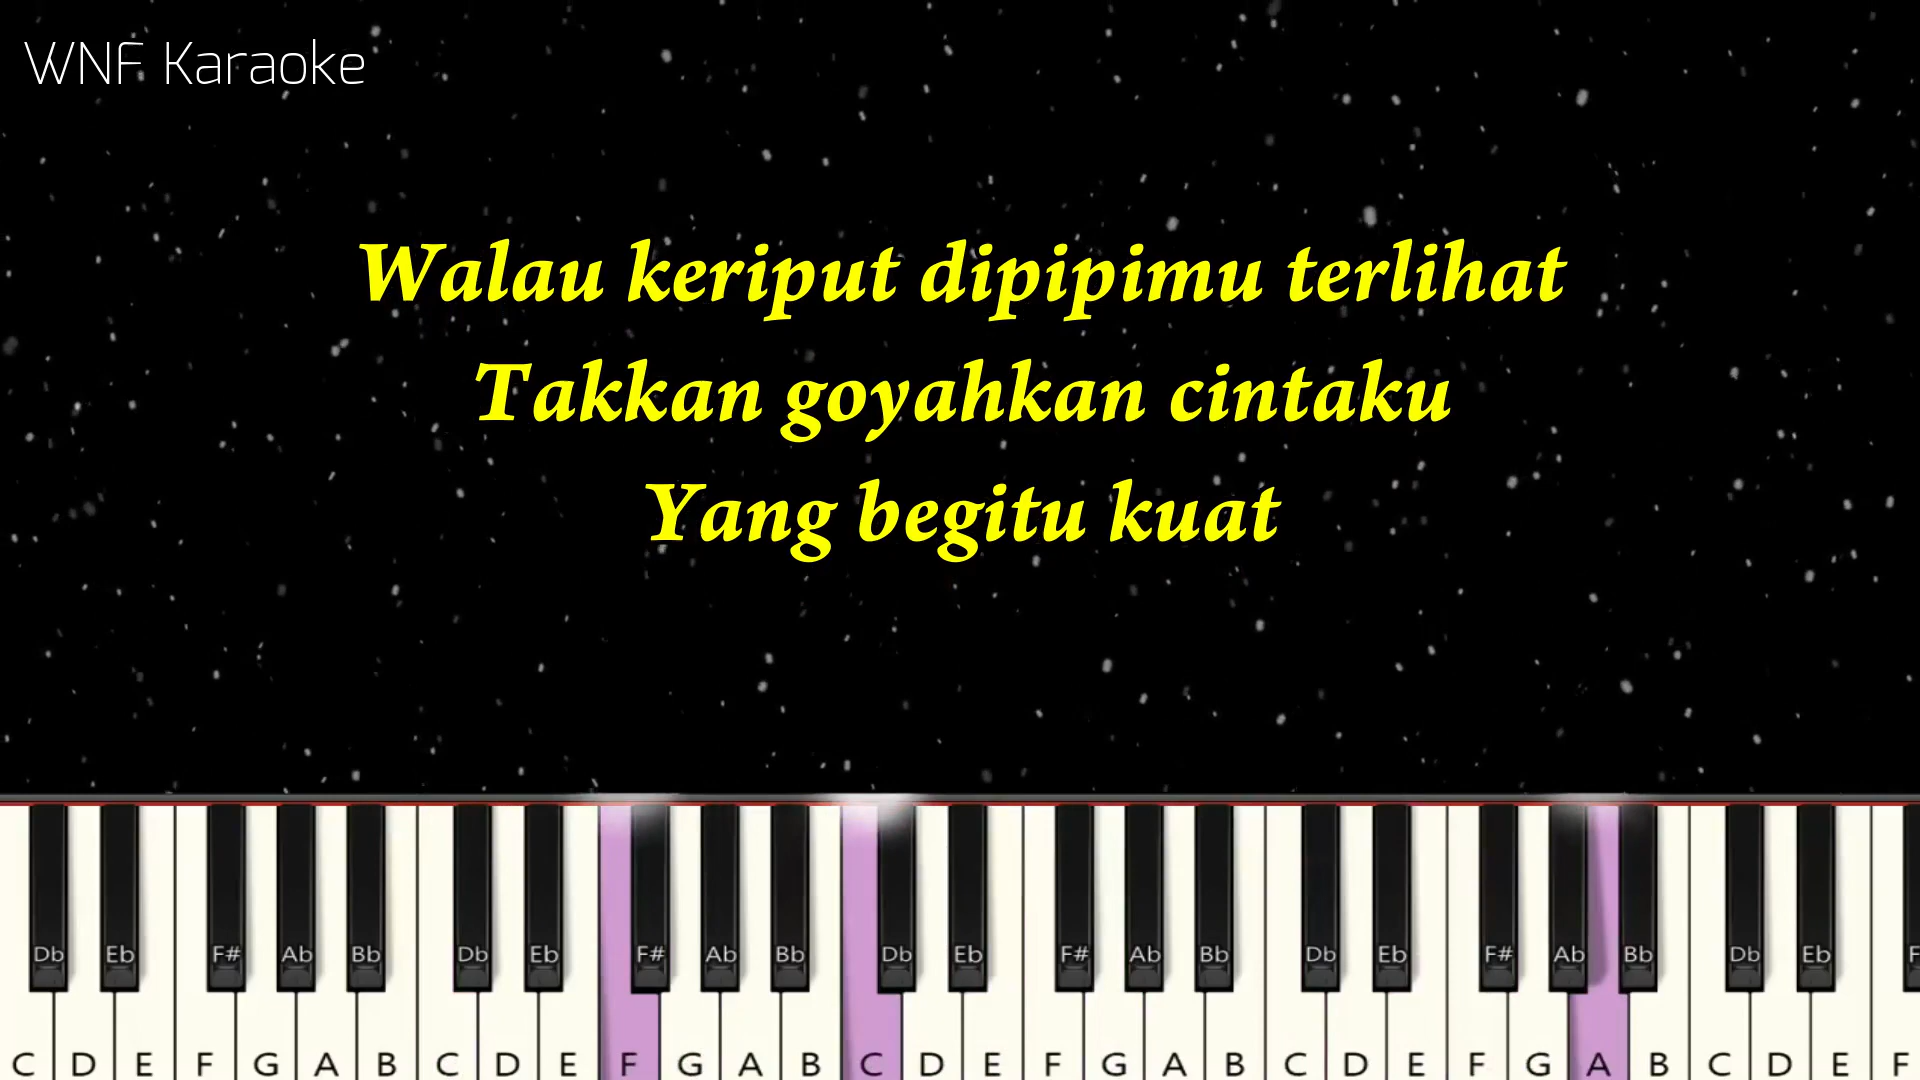 WNF Karaoke
Walau keriput dipipimu terlihat
Takkan goyahkan cintaku
Yang begitu kuat
Db Eb F# Ab Bb Db Eb F# Ab Bb Db Eb F# Ab Bb Db Eb F# Ab Bb Db Eb F
C D E F G A B C D E F G A B C D E F G A B C D E F G A B C D E F